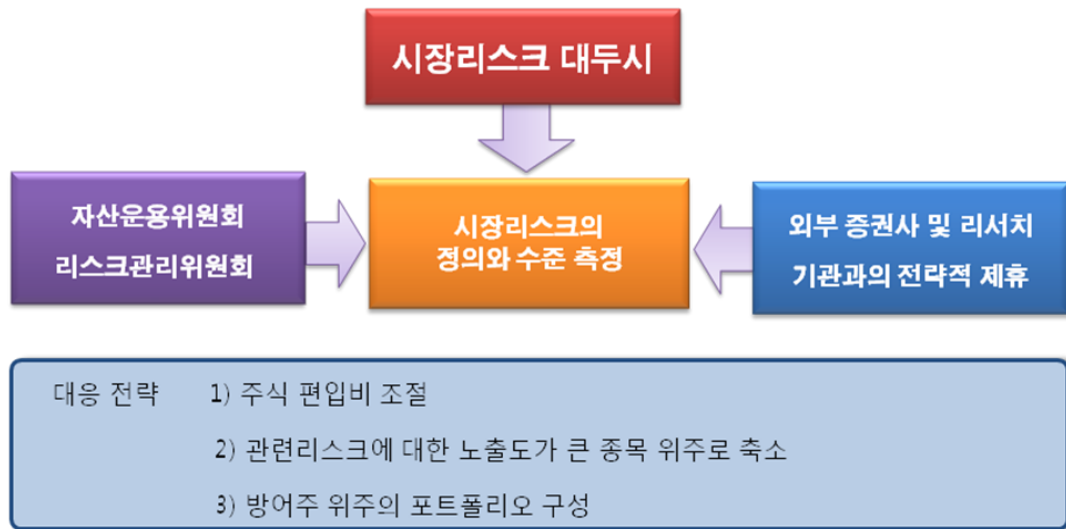 시장리스크 대두시
자산운용위원회
리스크관리위원회
시장리스크의
정의와 수준 측정
외부 증권사 및 리서치
기관과의 전략적 제휴
대응 전략 1) 주식 편입비 조절
2) 관련리스크에 대한 노출도가 큰 종목 위주로 축소
3) 방어주 위주의 포트폴리오 구성